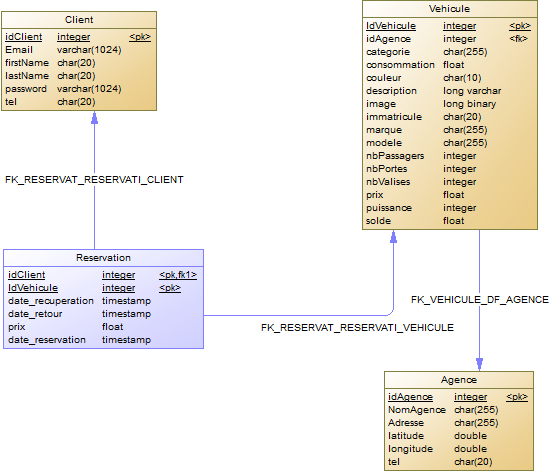 Client
idClient integer <pk>
Email varchar(1024)
firstName char(20)
lastName char(20)
password varchar(1024)
tel char(20)
Vehicule
IdVehicule integer <pk>
idAgence integer <fk>
categorie char(255)
consommation float
couleur char(10)
description long varchar
image long binary
immatricule char(20)
marque char(255)
modele char(255)
nbPassagers integer
nbPortes integer
nbValises integer
prix float
puissance integer
solde float
FK_RESERVAT_RESERVATI_CLIENT
Reservation
idClient integer <pk,fk1>
IdVehicule integer <pk>
date_recuperation timestamp
date_retour timestamp
prix float
date_reservation timestamp
FK_RESERVAT_RESERVATI_VEHICULE
FK_VEHICULE_DF_AGENCE
Agence
idAgence integer <pk>
NomAgence char(255)
Adresse char(255)
latitude double
longitude double
tel char(20)